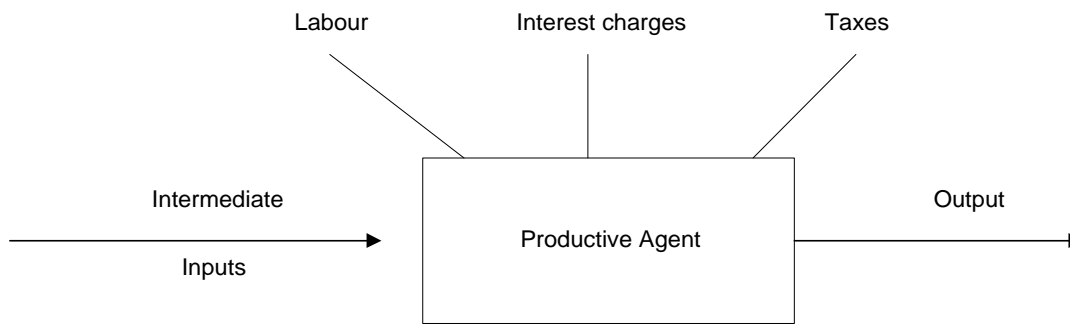 Labour
Interest charges
Taxes
Intermediate
Inputs
Productive Agent
Output